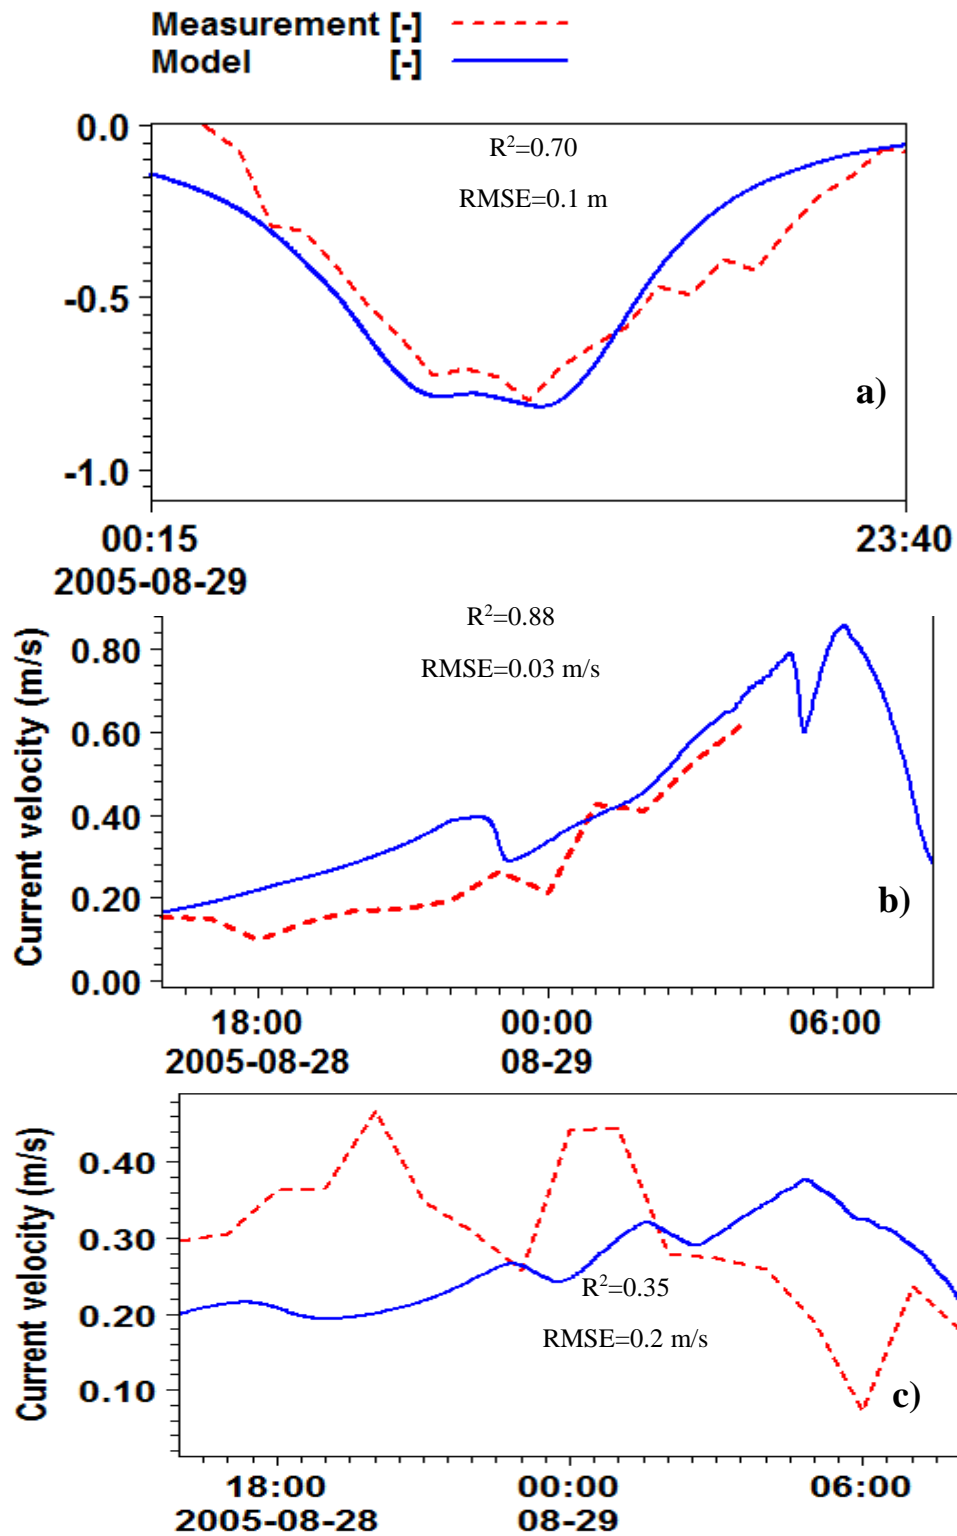 Measurement [-]
Model [-]
0.0
R²=0.70
RMSE=0.1 m
-0.5
a)
-1.0
00:15
23:40
2005-08-29
R²=0.88
RMSE=0.03 m/s
Current velocity (m/s)
0.80
0.60
0.40
0.20
0.00
b)
18:00
00:00
06:00
2005-08-28
08-29
Current velocity (m/s)
0.40
0.30
0.20
0.10
R²=0.35
RMSE=0.2 m/s
c)
18:00
00:00
06:00
2005-08-28
08-29